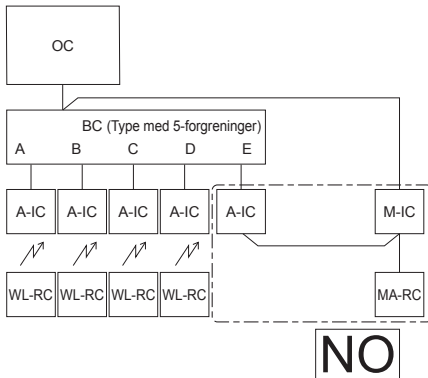 OC
BC (Type med 5-forgreninger)
A B C D E
A-IC A-IC A-IC A-IC A-IC M-IC
WL-RC WL-RC WL-RC WL-RC MA-RC
NO